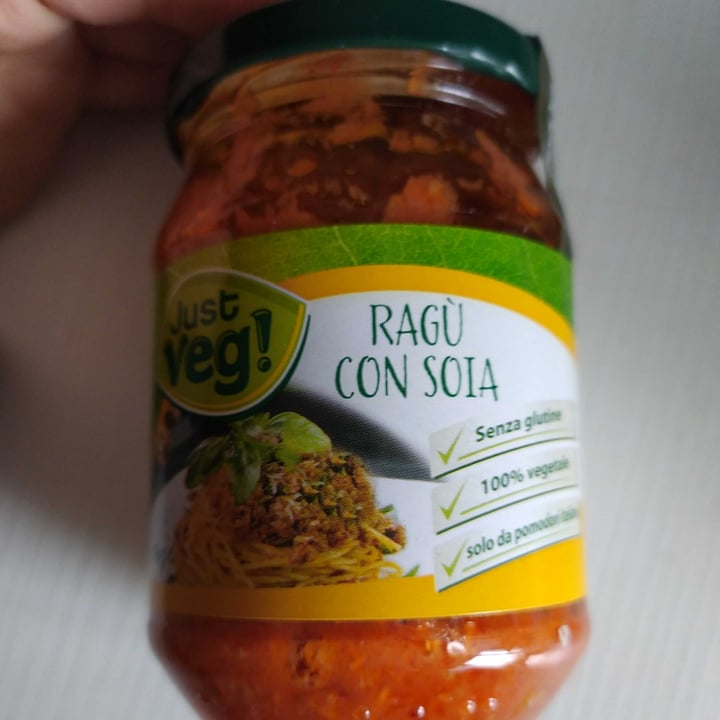 Just
veg!
RAGÙ
CON SOIA
Senza glutine
100% vegetale
solo da pomodori